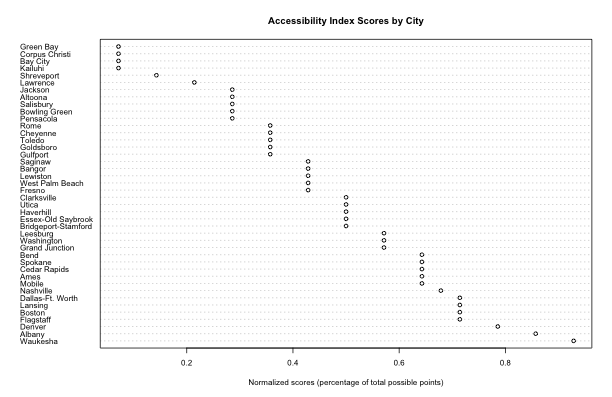 Accessibility Index Scores by City
Green Bay
Corpus Christi
Bay City
Kailuhi
Shreveport
Lawrence
Jackson
Altoona
Salisbury
Bowling Green
Pensacola
Rome
Cheyenne
Toledo
Goldsboro
Gulfport
Saginaw
Bangor
Lewiston
West Palm Beach
Fresno
Clarksville
Utica
Haverhill
Essex-Old Saybrook
Bridgeport-Stamford
Leesburg
Washington
Grand Junction
Bend
Spokane
Cedar Rapids
Ames
Mobile
Nashville
Dallas-Ft. Worth
Lansing
Boston
Flagstaff
Denver
Albany
Waukesha
0.2 0.4 0.6 0.8
Normalized scores (percentage of total possible points)